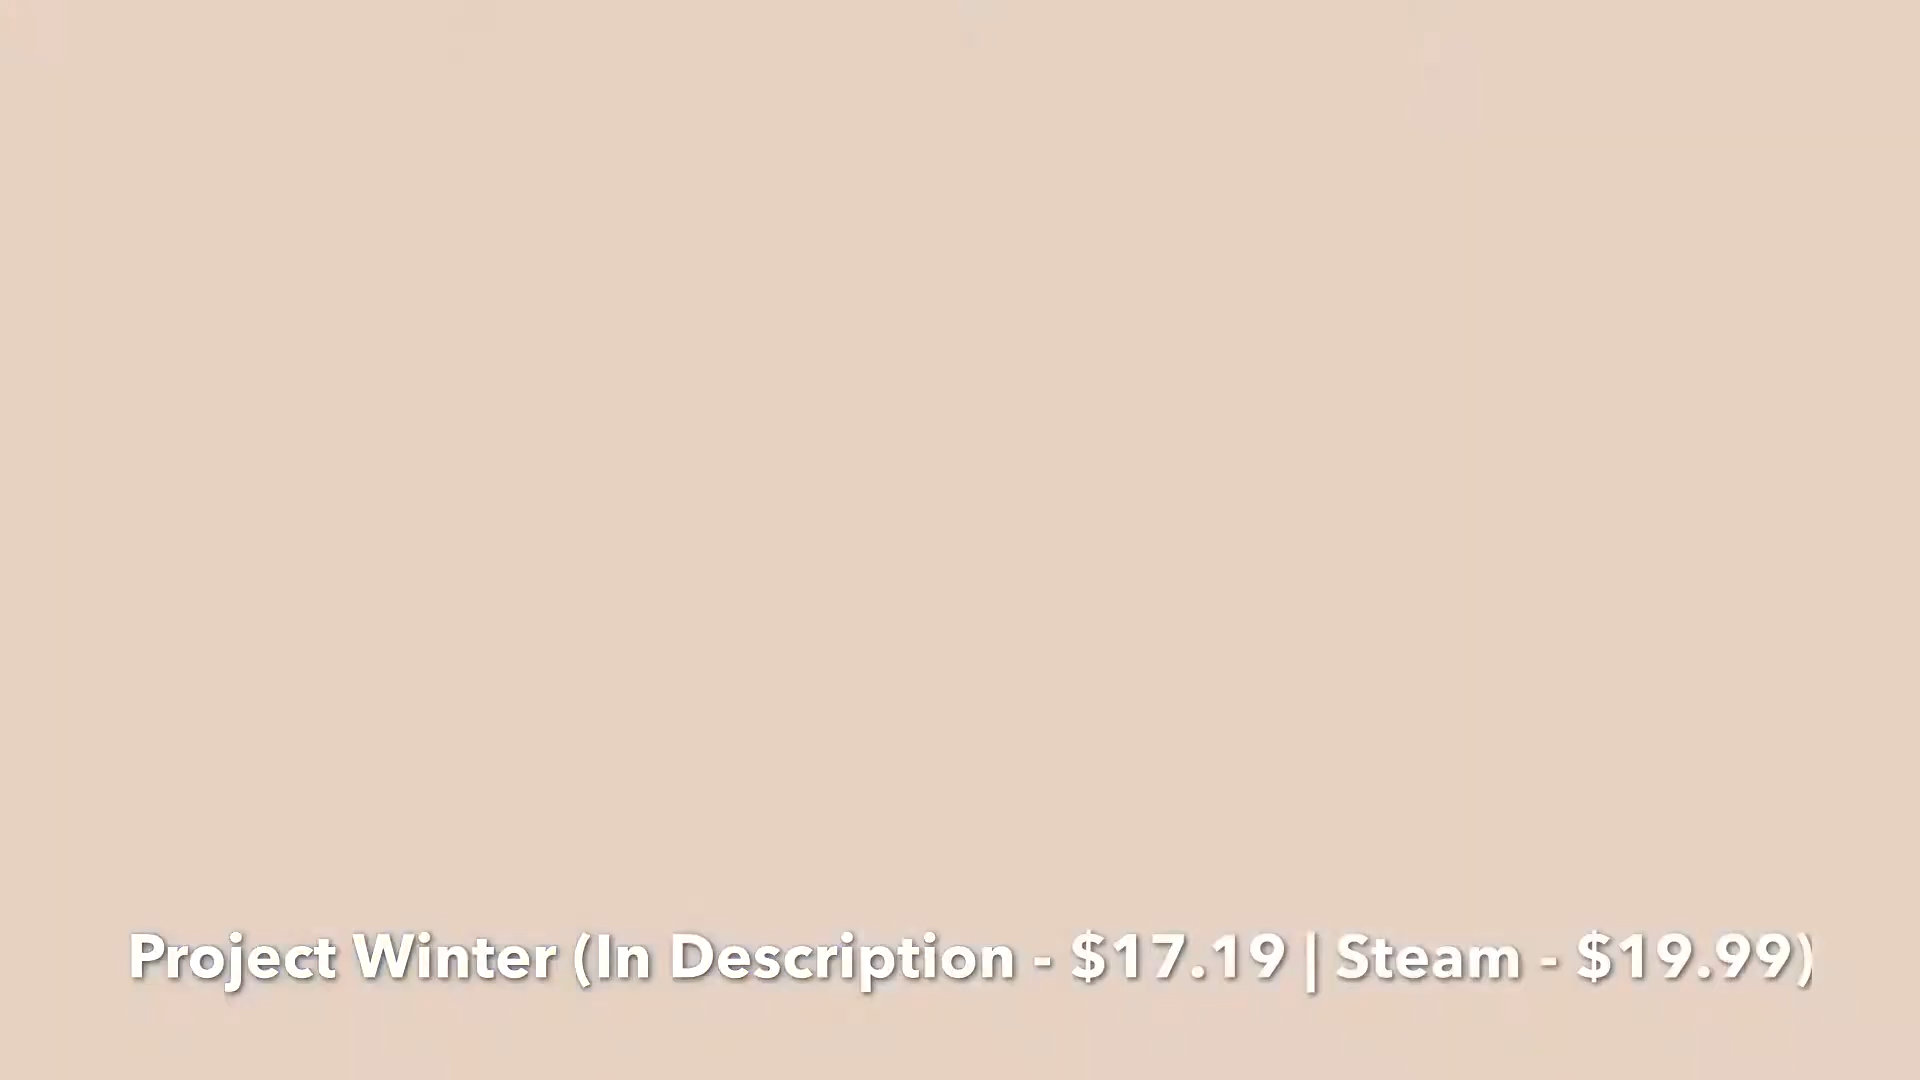 Project Winter (In Description - $17.19 | Steam - $19.99)